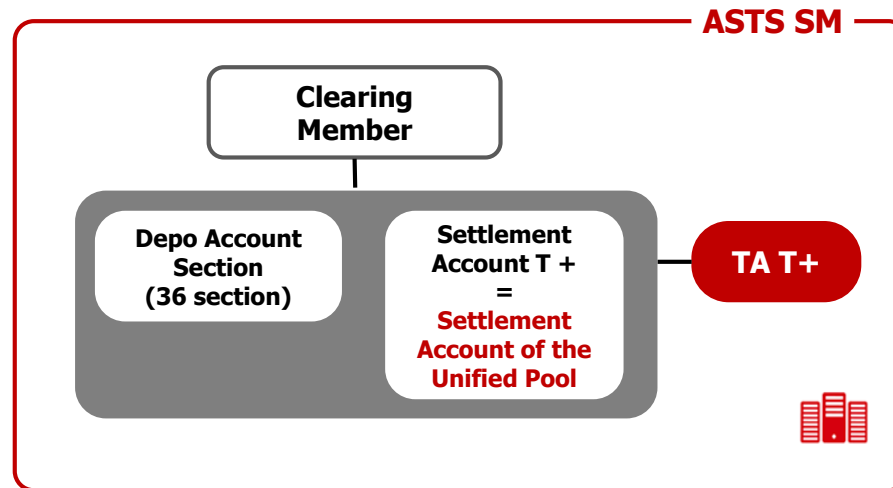 ASTS SM
Clearing
Member
Depo Account
Section
(36 section)
Settlement
Account T +
=
Settlement
Account of the
Unified Pool
TA T+